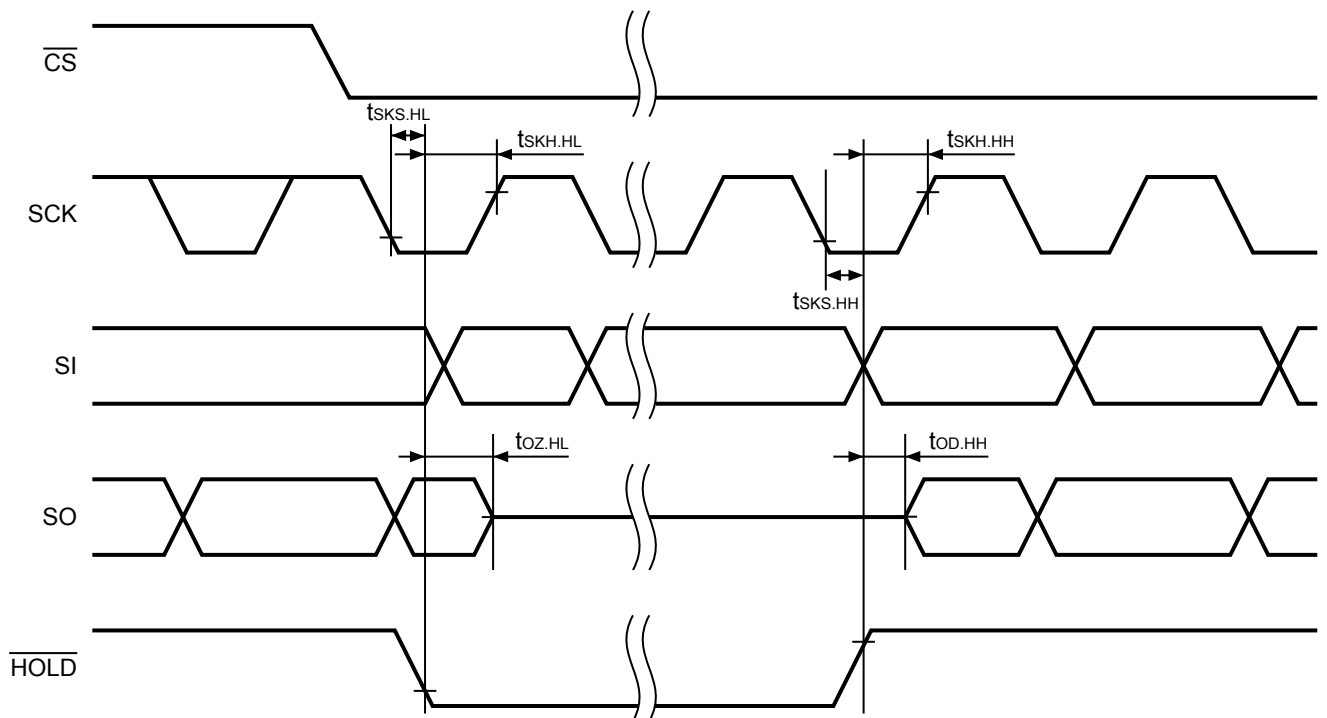 CS
tSKS.HL
tSKH.HL
tSKH.HH
SCK
tSKS.HH
SI
tOZ.HL
tOD.HH
SO
HOLD